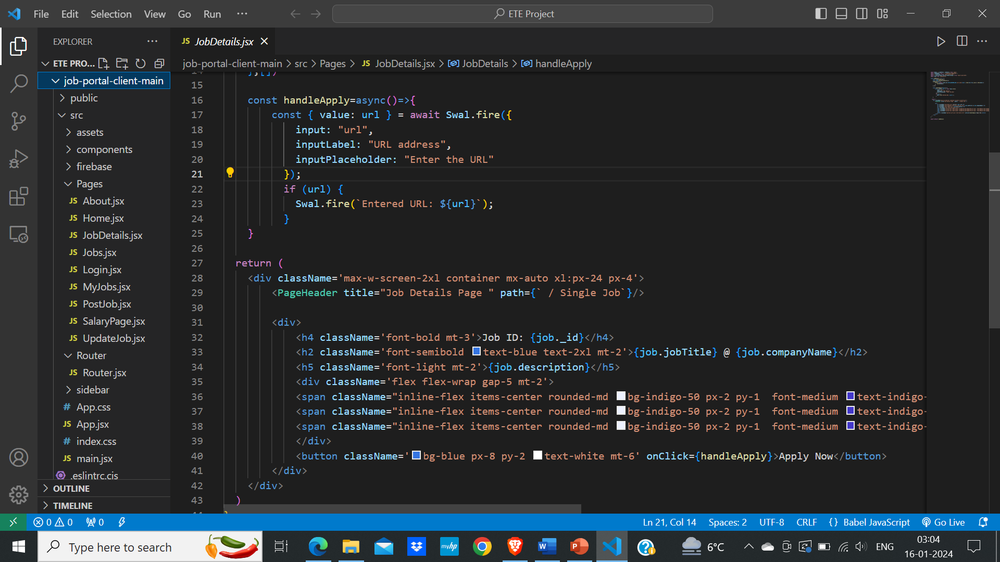 File Edit Selection View Go Run ···
ETE Project
EXPLORER
ETE PRO...
job-portal-client-main
public
src
assets
components
firebase
Pages
JS About.jsx
JS Home.jsx
JS JobDetails.jsx
JS Jobs.jsx
JS Login.jsx
JS MyJobs.jsx
JS PostJob.jsx
JS SalaryPage.jsx
JS UpdateJob.jsx
Router
JS Router.jsx
sidebar
# App.css
JS App.jsx
# index.css
JS main.jsx
.eslintrc.cjs
OUTLINE
TIMELINE
JS JobDetails.jsx
job-portal-client-main > src > Pages > JS JobDetails.jsx > JobDetails > handleApply
14 },[])
15
16 const handleApply=async()=>{
17 const { value: url } = await Swal.fire({
18 input: "url",
19 inputLabel: "URL address",
20 inputPlaceholder: "Enter the URL"
21 });
22 if (url) {
23 Swal.fire(`Entered URL: ${url}`);
24 }
25 }
26
27 return (
28 <div className='max-w-screen-2xl container mx-auto xl:px-24 px-4'>
29 <PageHeader title="Job Details Page " path={` / Single Job`}/>
30
31 <div>
32 <h4 className='font-bold mt-3'>Job ID: {job._id}</h4>
33 <h2 className='font-semibold text-blue text-2xl mt-2'>{job.jobTitle} @ {job.companyName}</h2>
34 <h5 className='font-light mt-2'>{job.description}</h5>
35 <div className='flex flex-wrap gap-5 mt-2'>
36 <span className="inline-flex items-center rounded-md bg-indigo-50 px-2 py-1  font-medium text-indigo-
37 <span className="inline-flex items-center rounded-md bg-indigo-50 px-2 py-1  font-medium text-indigo-
38 <span className="inline-flex items-center rounded-md bg-indigo-50 px-2 py-1  font-medium text-indigo-
39 </div>
40 <button className='bg-blue px-8 py-2 text-white mt-6' onClick={handleApply}>Apply Now</button>
41 </div>
42 </div>
43 )
0 0 0
Ln 21, Col 14 Spaces: 2 UTF-8 CRLF {} Babel JavaScript Go Live
Type here to search
myhp
W
P
6°C
ENG
03:04
16-01-2024